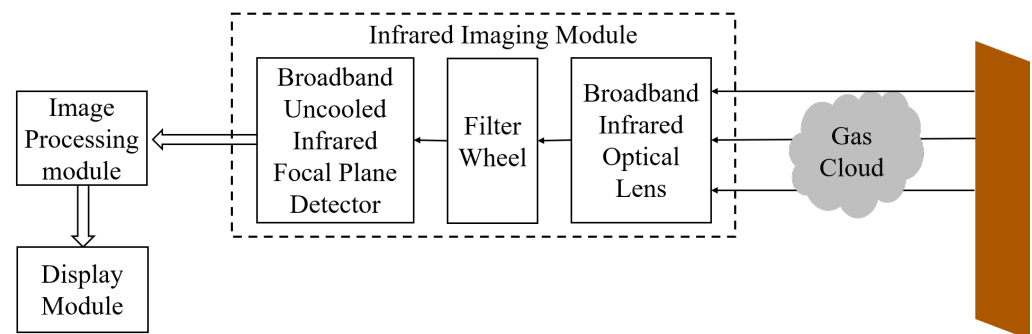 Infrared Imaging Module
Image
Processing
module
Display
Module
Broadband
Uncooled
Infrared
Focal Plane
Detector
Filter
Wheel
Broadband
Infrared
Optical
Lens
Gas
Cloud